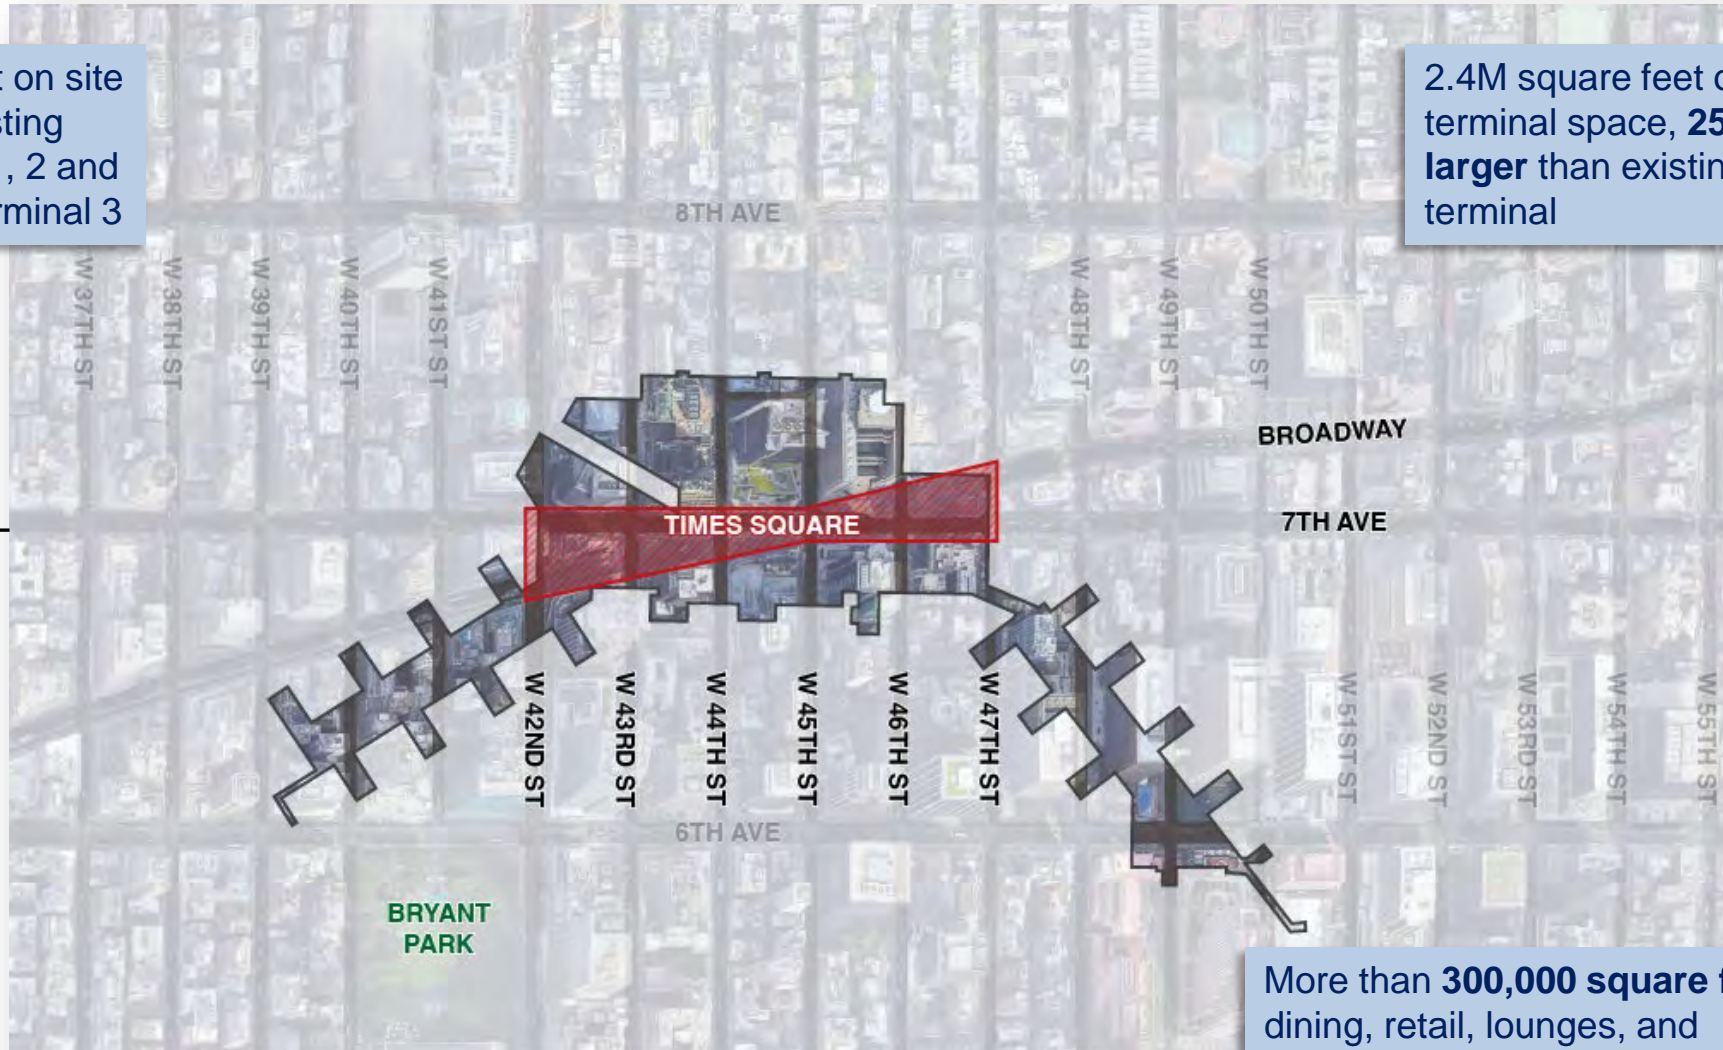 on site
sting
, 2 and
rminal 3
2.4M square feet
terminal space, 25
larger than existin
terminal
8TH AVE
W 37TH ST
W 38TH ST
W 39TH ST
W 40TH ST
W 41ST ST
W 48TH ST
W 49TH ST
W 50TH ST
BROADWAY
TIMES SQUARE
7TH AVE
W 42ND ST
W 43RD ST
W 44TH ST
W 45TH ST
W 46TH ST
W 47TH ST
W 51ST ST
W 52ND ST
W 53RD ST
W 54TH ST
W 55TH ST
6TH AVE
BRYANT
PARK
More than 300,000 square
dining, retail, lounges, and